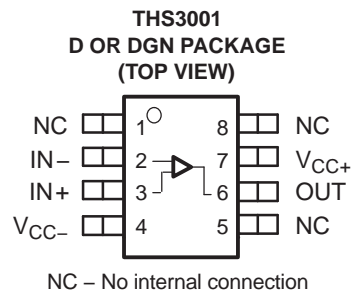 THS3001
D OR DGN PACKAGE
(TOP VIEW)
NC 1 8 NC
IN− 2 7 VCC+
IN+ 3 6 OUT
VCC− 4 5 NC
NC – No internal connection